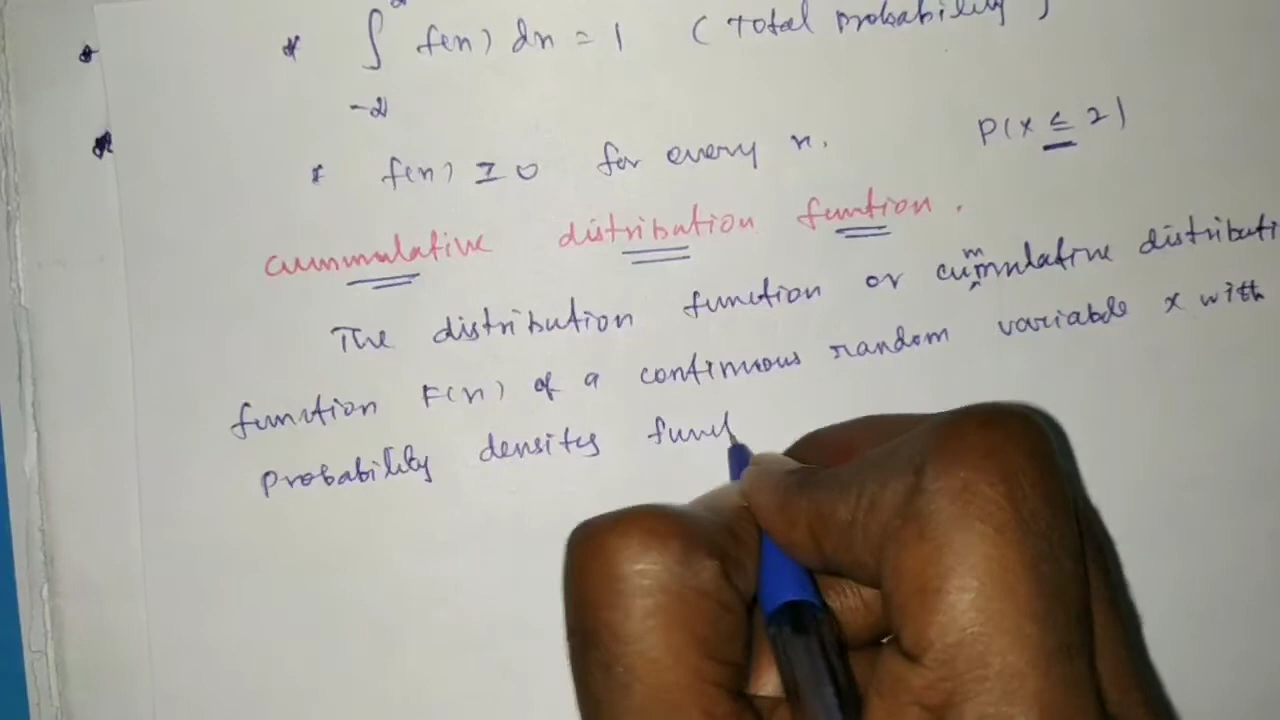 * ∫ f(x) dx = 1 (Total probability)
-∞
* f(x) ≥ 0 for every x. P(X ≤ 2)
cummulative distribution function.
The distribution function or cummulative distributi
function F(x) of a continuous random variable X with
probability density funct